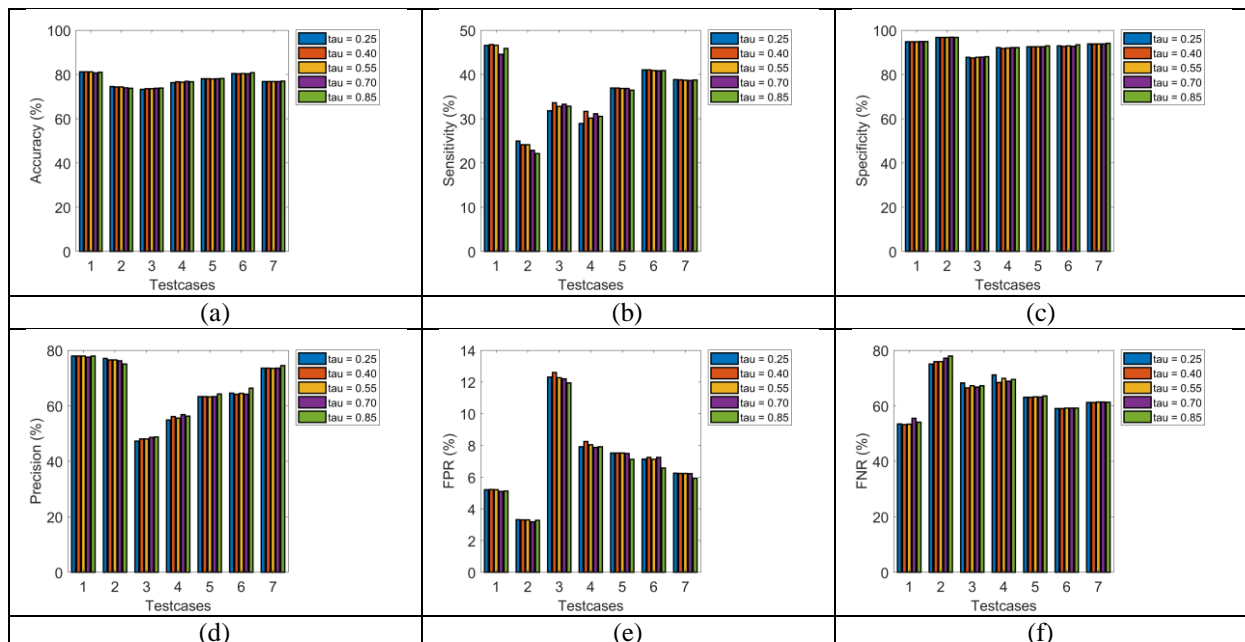 100
80
60
40
20
0
Accuracy (%)
1 2 3 4 5 6 7
Testcases
tau = 0.25
tau = 0.40
tau = 0.55
tau = 0.70
tau = 0.85
50
40
30
20
10
0
Sensitivity (%)
1 2 3 4 5 6 7
Testcases
tau = 0.25
tau = 0.40
tau = 0.55
tau = 0.70
tau = 0.85
100
80
60
40
20
0
Specificity (%)
1 2 3 4 5 6 7
Testcases
tau = 0.25
tau = 0.40
tau = 0.55
tau = 0.70
tau = 0.85
(a) (b) (c)
80
60
40
20
0
Precision (%)
1 2 3 4 5 6 7
Testcases
tau = 0.25
tau = 0.40
tau = 0.55
tau = 0.70
tau = 0.85
14
12
10
8
6
4
2
0
FPR (%)
1 2 3 4 5 6 7
Testcases
tau = 0.25
tau = 0.40
tau = 0.55
tau = 0.70
tau = 0.85
80
60
40
20
0
FNR (%)
1 2 3 4 5 6 7
Testcases
tau = 0.25
tau = 0.40
tau = 0.55
tau = 0.70
tau = 0.85
(d) (e) (f)